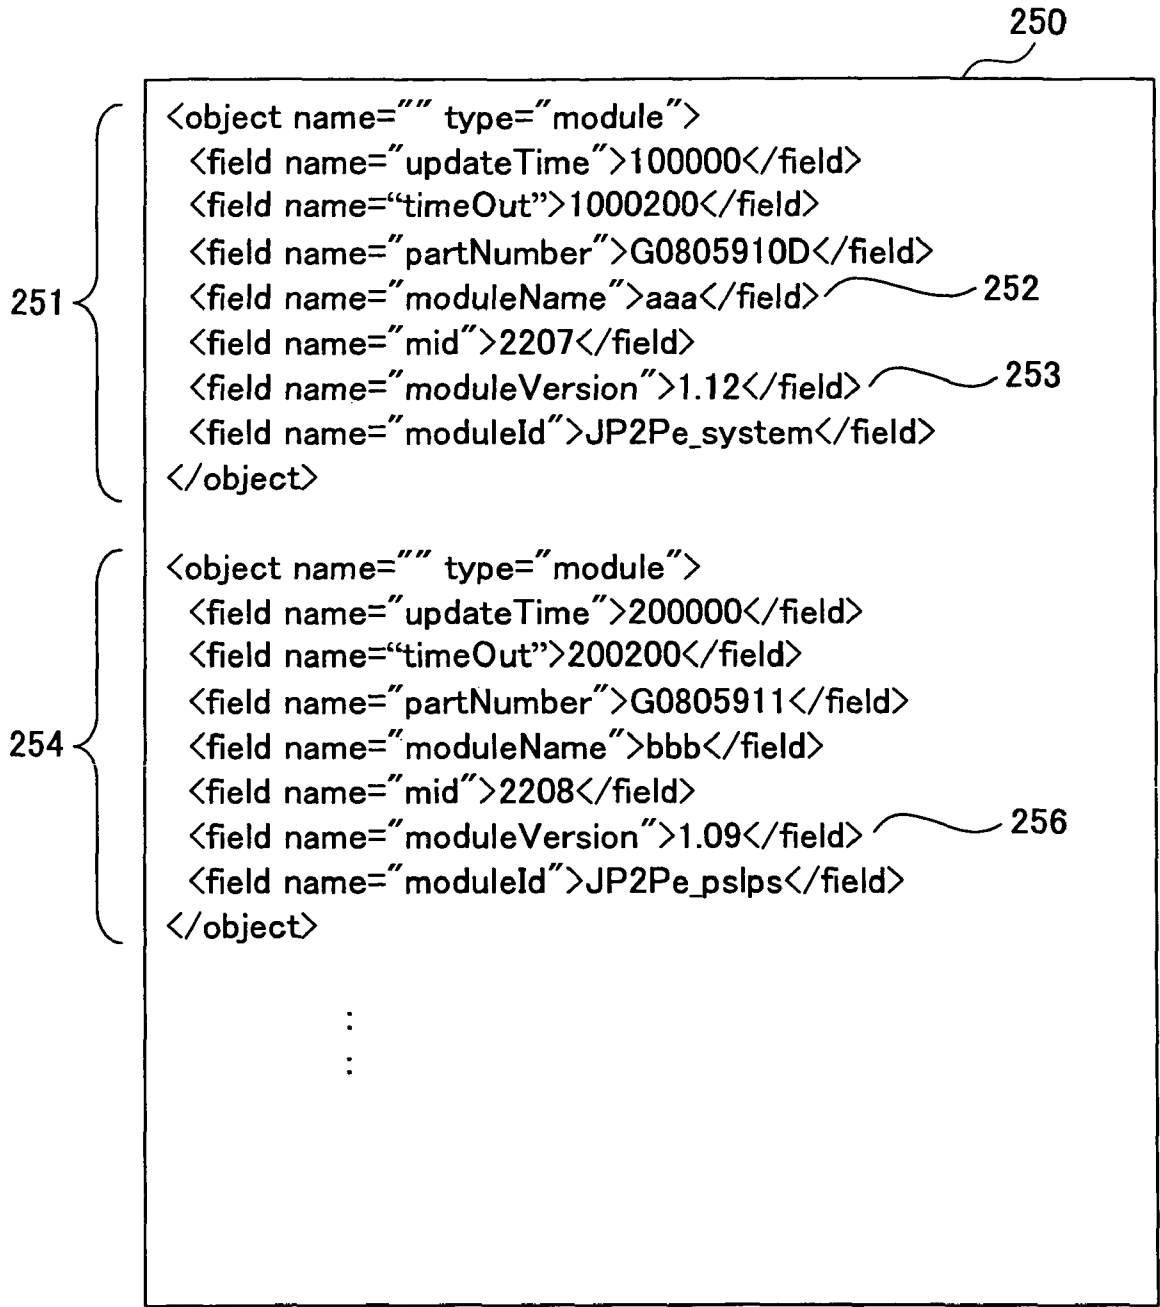 250
<object name="" type="module">
<field name="updateTime">100000</field>
<field name=“timeOut”>1000200</field>
<field name="partNumber">G0805910D</field>
251
<field name="moduleName">aaa</field>
252
<field name="mid">2207</field>
<field name="moduleVersion">1.12</field>
253
<field name="moduleId">JP2Pe_system</field>
</object>
<object name="" type="module">
<field name="updateTime">200000</field>
<field name=“timeOut”>200200</field>
<field name="partNumber">G0805911</field>
254
<field name="moduleName">bbb</field>
<field name="mid">2208</field>
<field name="moduleVersion">1.09</field>
256
<field name="moduleId">JP2Pe_pslps</field>
</object>
:
: